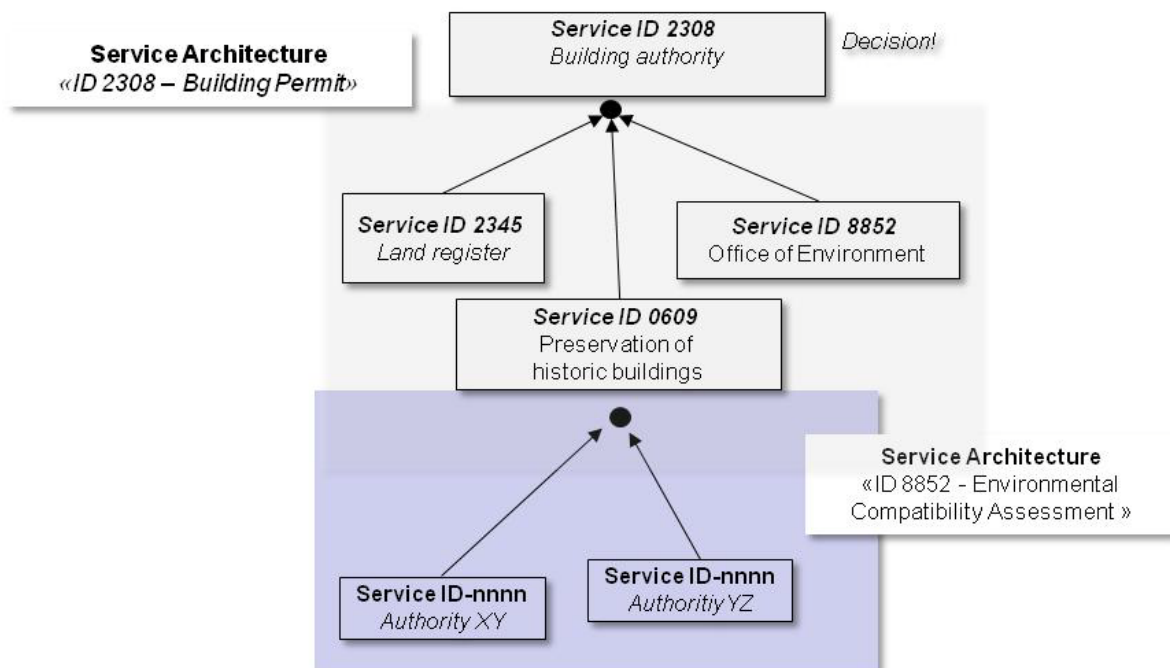 Service Architecture
«ID 2308 – Building Permit»
Service ID 2308
Building authority
Decision!
Service ID 2345
Land register
Service ID 8852
Office of Environment
Service ID 0609
Preservation of
historic buildings
Service Architecture
«ID 8852 - Environmental
Compatibility Assessment »
Service ID-nnnn
Authority XY
Service ID-nnnn
Authoritiy YZ